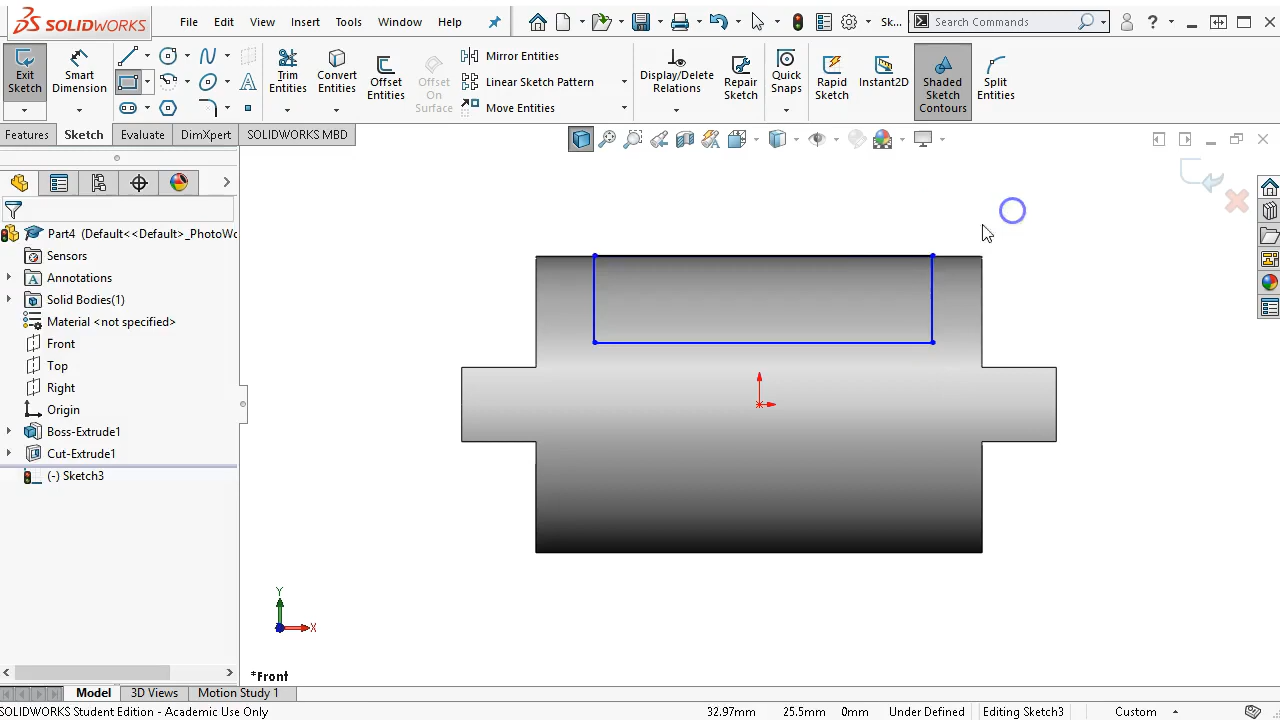 SOLIDWORKS
File Edit View Insert Tools Window Help
Sk...
Search Commands
Exit Sketch
Smart Dimension
Trim Entities
Convert Entities
Offset Entities
Offset On Surface
Mirror Entities
Linear Sketch Pattern
Move Entities
Display/Delete Relations
Repair Sketch
Quick Snaps
Rapid Sketch
Instant2D
Shaded Sketch Contours
Split Entities
Features Sketch Evaluate DimXpert SOLIDWORKS MBD
Part4 (Default<<Default>_PhotoWo
Sensors
Annotations
Solid Bodies(1)
Material <not specified>
Front
Top
Right
Origin
Boss-Extrude1
Cut-Extrude1
(-) Sketch3
Y
X
*Front
Model 3D Views Motion Study 1
SOLIDWORKS Student Edition - Academic Use Only 32.97mm 25.5mm 0mm Under Defined Editing Sketch3 Custom